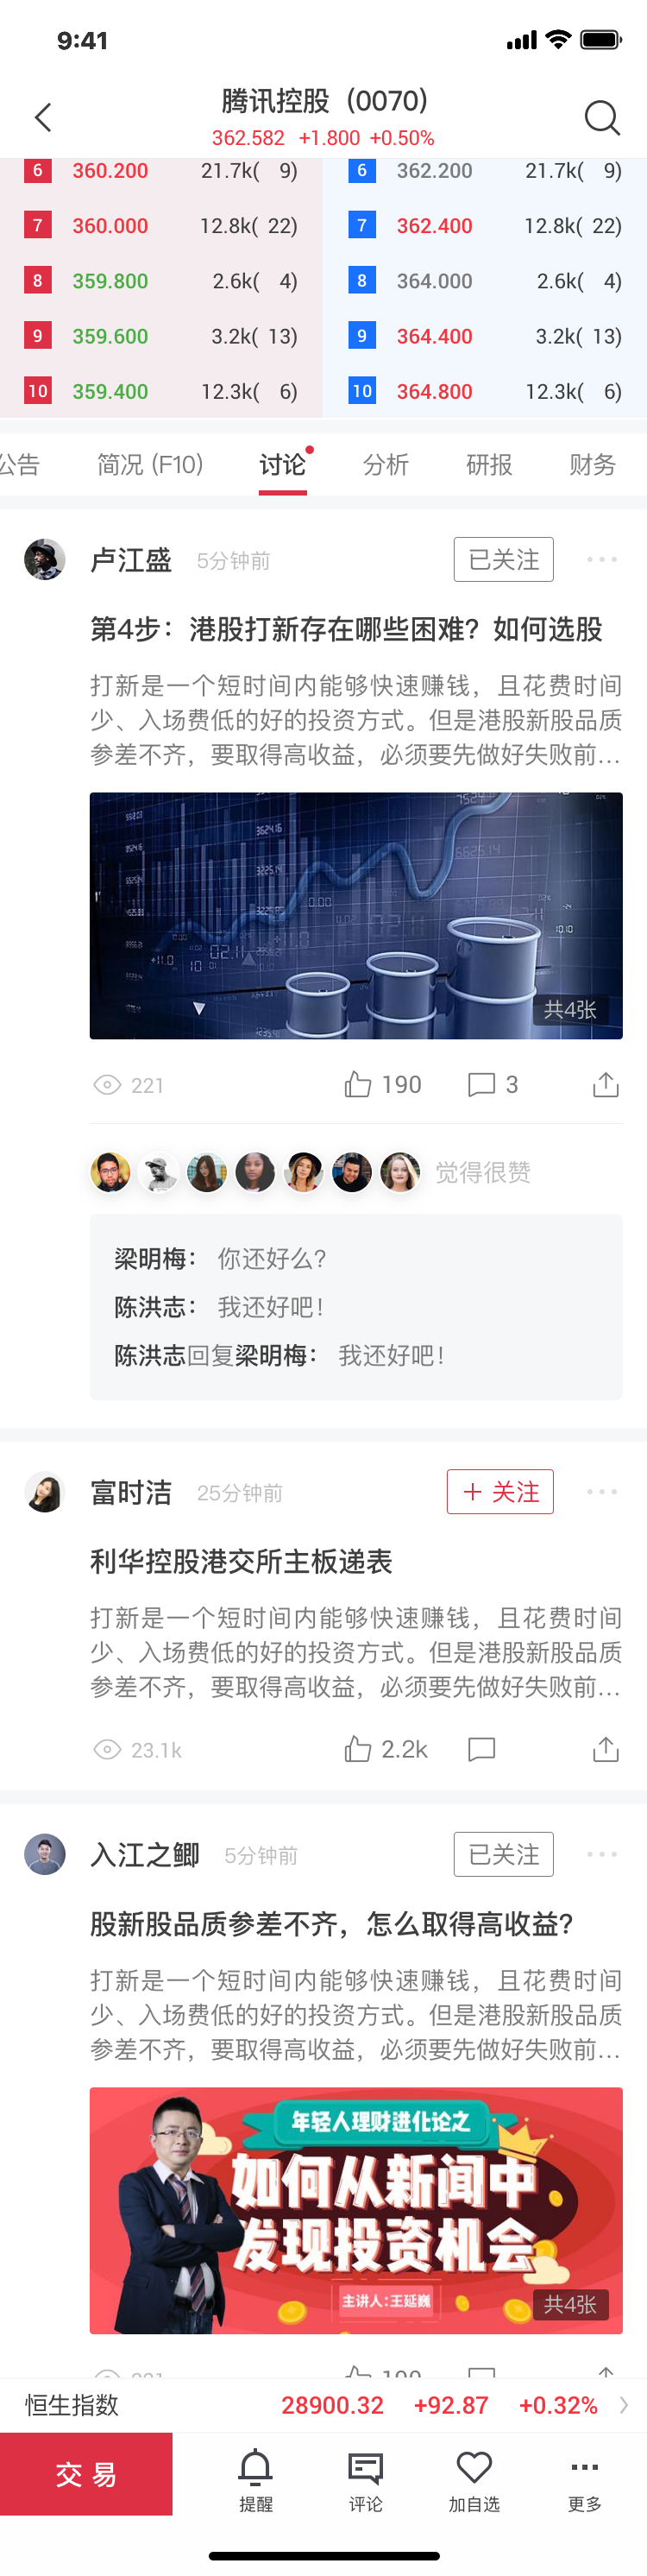 9:41
腾讯控股（0070）
362.582 +1.800 +0.50%
6 360.200 21.7k( 9) 6 362.200 21.7k( 9)
7 360.000 12.8k( 22) 7 362.400 12.8k( 22)
8 359.800 2.6k( 4) 8 364.000 2.6k( 4)
9 359.600 3.2k( 13) 9 364.400 3.2k( 13)
10 359.400 12.3k( 6) 10 364.800 12.3k( 6)
公告 简况 (F10) 讨论 分析 研报 财务
卢江盛 5分钟前 已关注
第4步：港股打新存在哪些困难？如何选股
打新是一个短时间内能够快速赚钱，且花费时间
少、入场费低的好的投资方式。但是港股新股品质
参差不齐，要取得高收益，必须要先做好失败前...
共4张
221 190 3
觉得很赞
梁明梅： 你还好么？
陈洪志： 我还好吧！
陈洪志回复梁明梅： 我还好吧！
富时洁 25分钟前 + 关注
利华控股港交所主板递表
打新是一个短时间内能够快速赚钱，且花费时间
少、入场费低的好的投资方式。但是港股新股品质
参差不齐，要取得高收益，必须要先做好失败前...
23.1k 2.2k
入江之鲫 5分钟前 已关注
股新股品质参差不齐，怎么取得高收益？
打新是一个短时间内能够快速赚钱，且花费时间
少、入场费低的好的投资方式。但是港股新股品质
参差不齐，要取得高收益，必须要先做好失败前...
年轻人理财进化论之
如何从新闻中
发现投资机会
主讲人：王延巍
共4张
恒生指数 28900.32 +92.87 +0.32%
交易 提醒 评论 加自选 更多